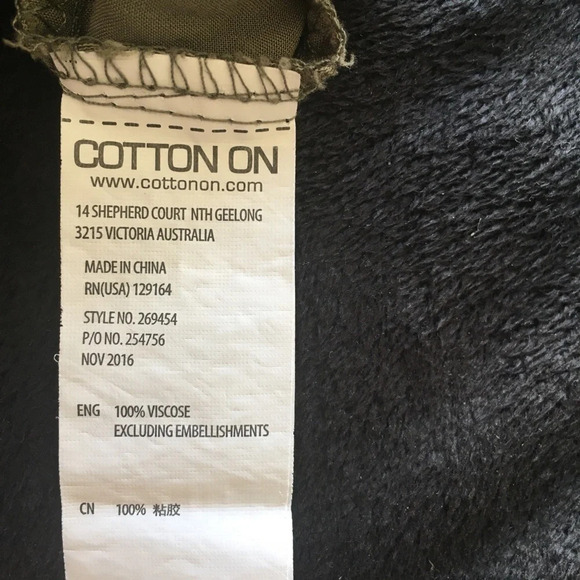 COTTON ON
www.cottonon.com
14 SHEPHERD COURT NTH GEELONG
3215 VICTORIA AUSTRALIA
MADE IN CHINA
RN(USA) 129164
STYLE NO. 269454
P/O NO. 254756
NOV 2016
ENG 100% VISCOSE
EXCLUDING EMBELLISHMENTS
CN 100% 粘胶